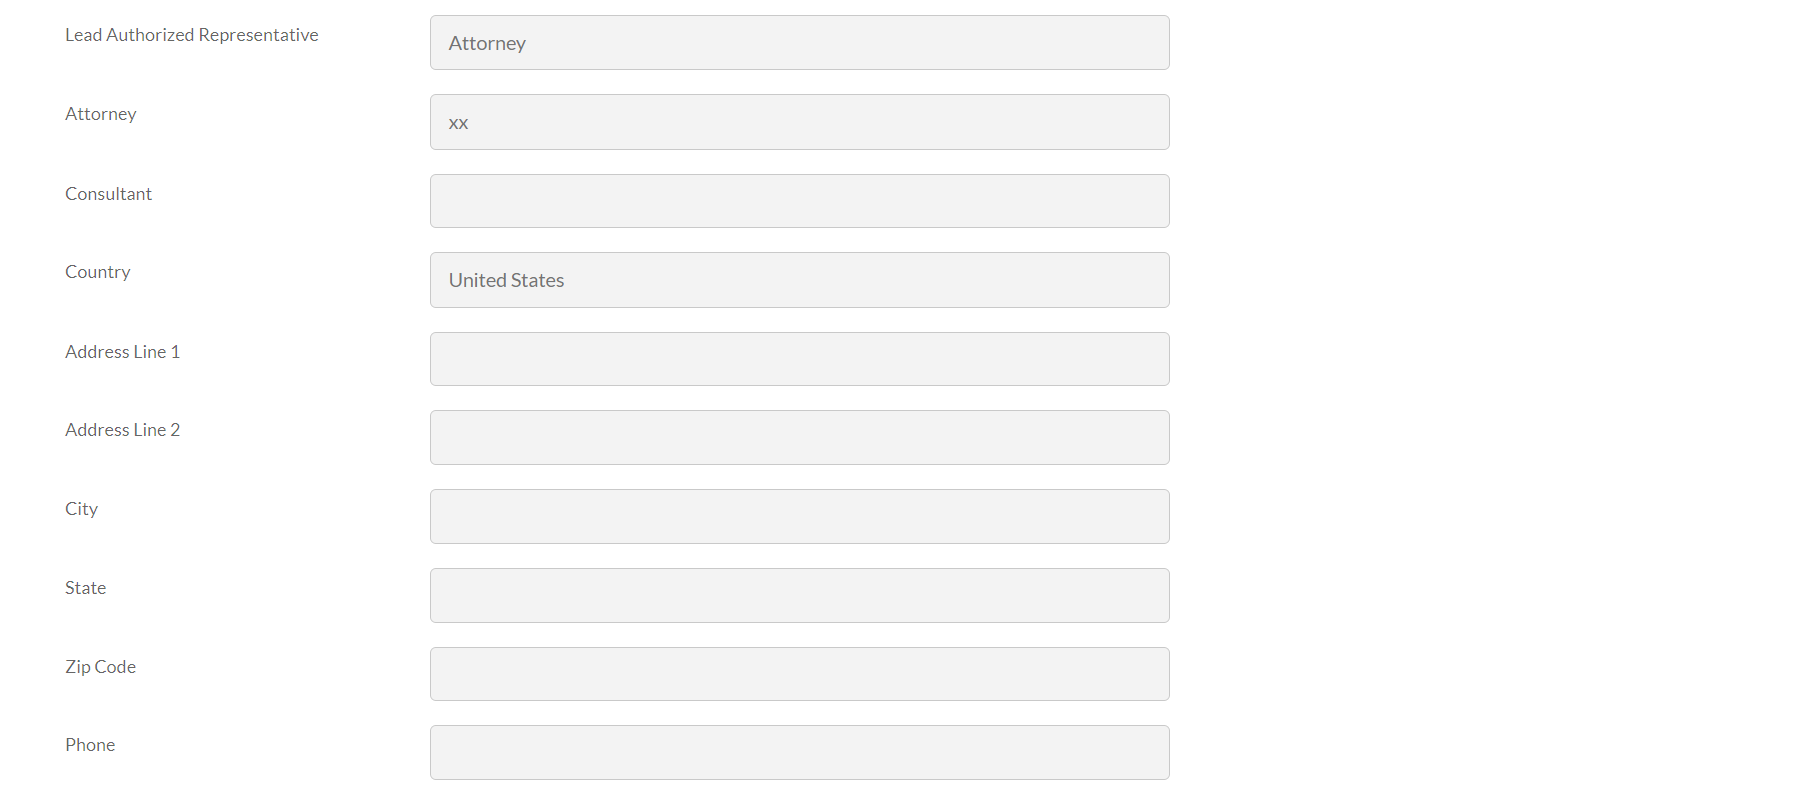 Lead Authorized Representative
Attorney
Attorney
xx
Consultant
Country
United States
Address Line 1
Address Line 2
City
State
Zip Code
Phone